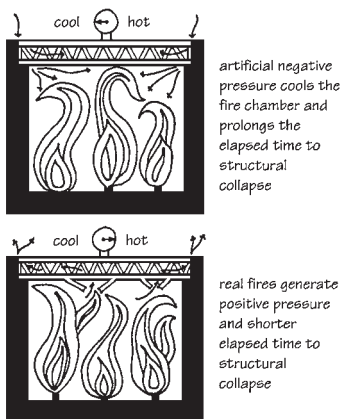 cool hot
artificial negative
pressure cools the
fire chamber and
prolongs the
elapsed time to
structural
collapse
cool hot
real fires generate
positive pressure
and shorter
elapsed time to
structural
collapse